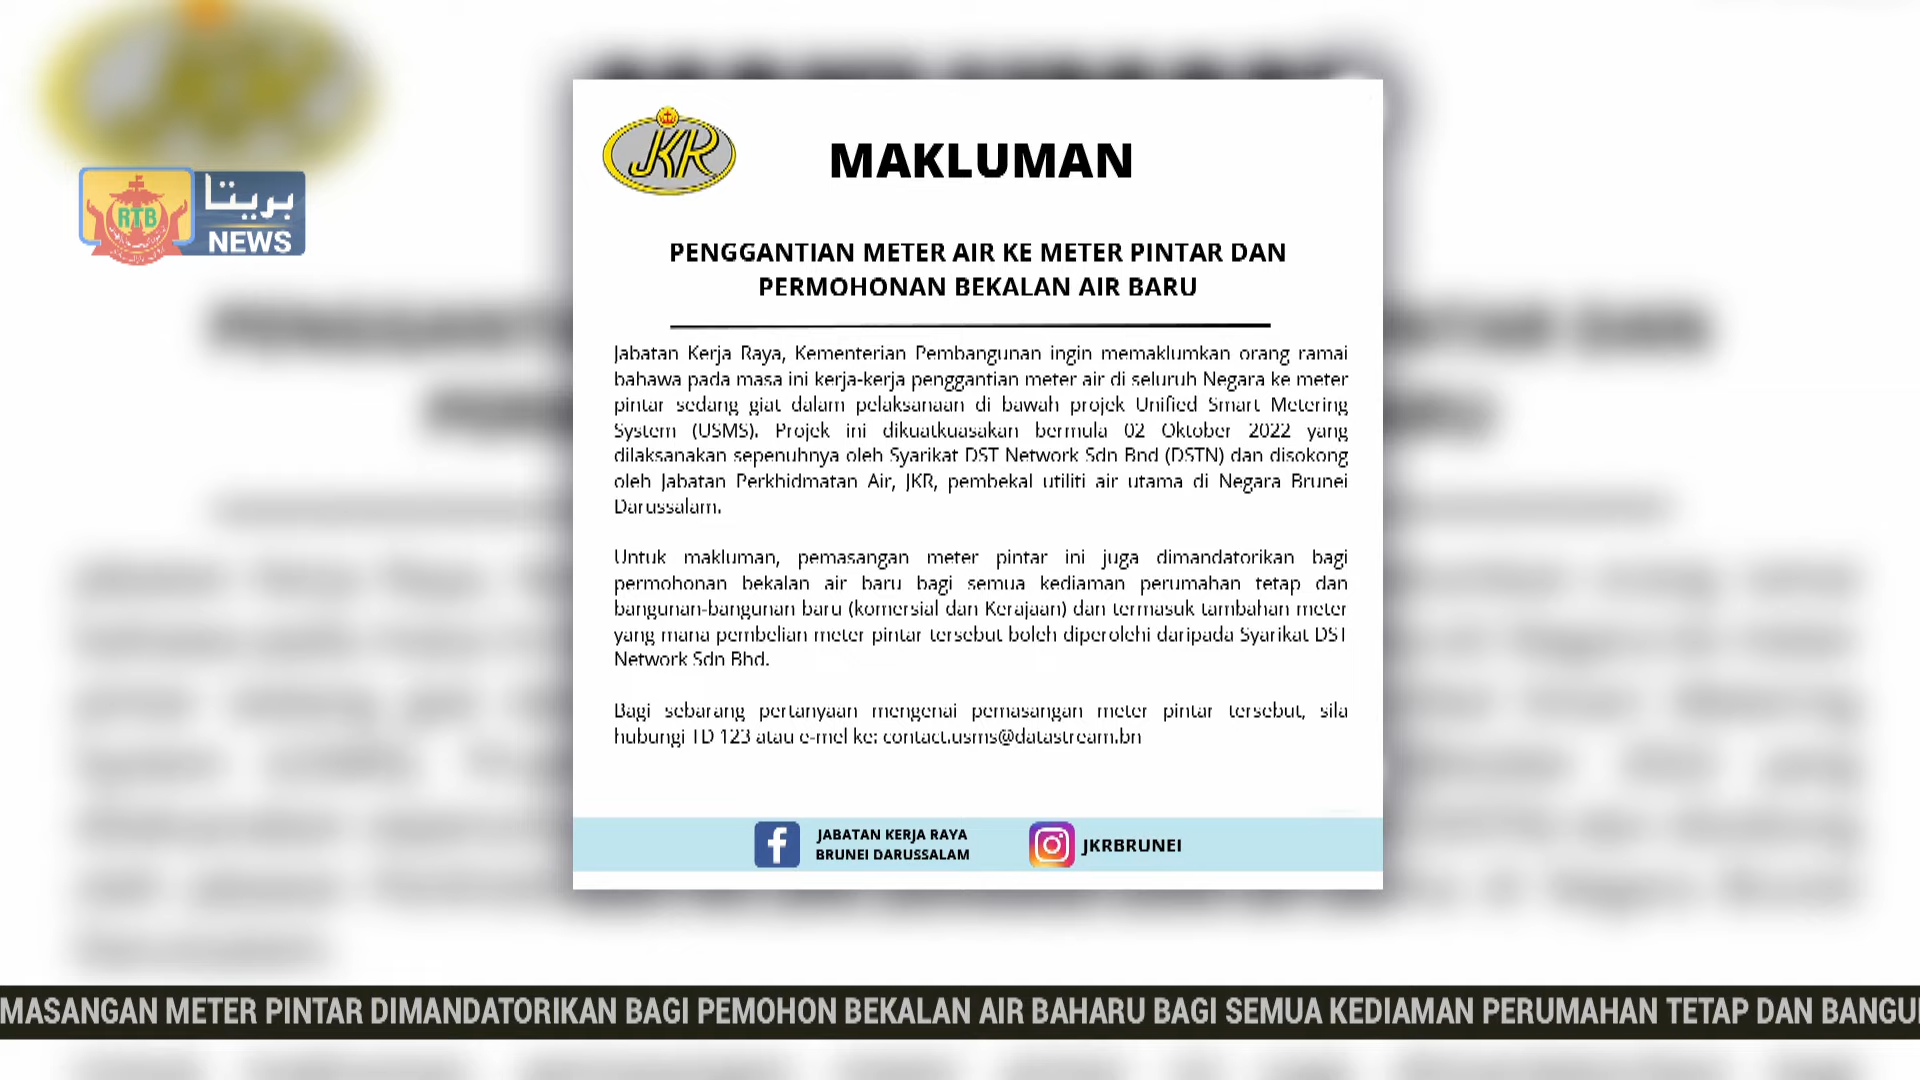 JKR
MAKLUMAN
RTB
بريتا
NEWS
PENGGANTIAN METER AIR KE METER PINTAR DAN
PERMOHONAN BEKALAN AIR BARU
Jabatan Kerja Raya, Kementerian Pembangunan ingin memaklumkan orang ramai
bahawa pada masa ini kerja-kerja penggantian meter air di seluruh Negara ke meter
pintar sedang giat dalam pelaksanaan di bawah projek Unified Smart Metering
System (USMS). Projek ini dikuatkuasakan bermula 02 Oktober 2022 yang
dilaksanakan sepenuhnya oleh Syarikat DST Network Sdn Bhd (DSTN) dan disokong
oleh Jabatan Perkhidmatan Air, JKR, pembekal utiliti air utama di Negara Brunei
Darussalam.
Untuk makluman, pemasangan meter pintar ini juga dimandatorikan bagi
permohonan bekalan air baru bagi semua kediaman perumahan tetap dan
bangunan-bangunan baru (komersial dan Kerajaan) dan termasuk tambahan meter
yang mana pembelian meter pintar tersebut boleh diperolehi daripada Syarikat DST
Network Sdn Bhd.
Bagi sebarang pertanyaan mengenai pemasangan meter pintar tersebut, sila
hubungi TD 123 atau e-mel ke: contact.usms@datastream.bn
JABATAN KERJA RAYA
BRUNEI DARUSSALAM
JKRBRUNEI
MASANGAN METER PINTAR DIMANDATORIKAN BAGI PEMOHON BEKALAN AIR BAHARU BAGI SEMUA KEDIAMAN PERUMAHAN TETAP DAN BANGU